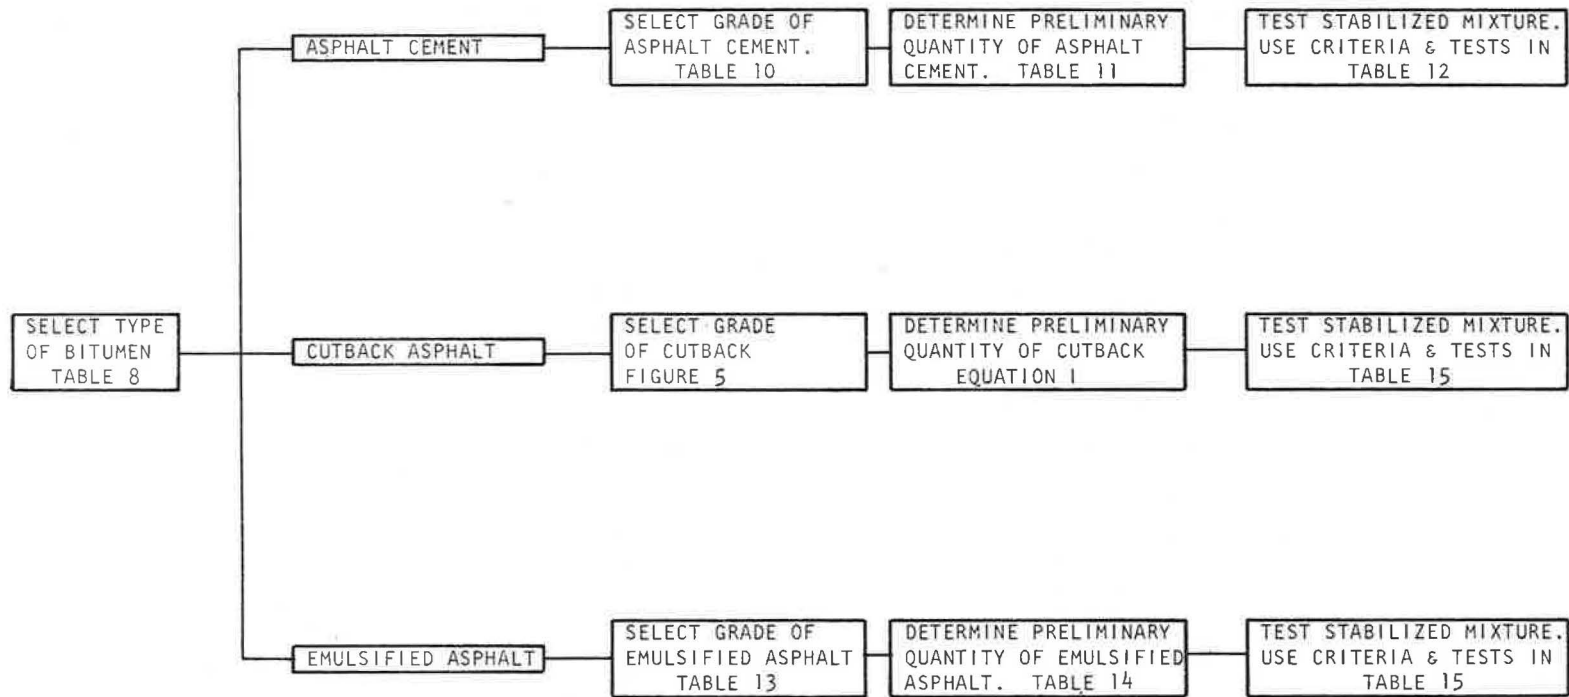 SELECT TYPE
OF BITUMEN
TABLE 8
ASPHALT CEMENT
SELECT GRADE OF
ASPHALT CEMENT.
TABLE 10
DETERMINE PRELIMINARY
QUANTITY OF ASPHALT
CEMENT. TABLE 11
TEST STABILIZED MIXTURE.
USE CRITERIA & TESTS IN
TABLE 12
CUTBACK ASPHALT
SELECT GRADE
OF CUTBACK
FIGURE 5
DETERMINE PRELIMINARY
QUANTITY OF CUTBACK
EQUATION 1
TEST STABILIZED MIXTURE.
USE CRITERIA & TESTS IN
TABLE 15
EMULSIFIED ASPHALT
SELECT GRADE OF
EMULSIFIED ASPHALT
TABLE 13
DETERMINE PRELIMINARY
QUANTITY OF EMULSIFIED
ASPHALT. TABLE 14
TEST STABILIZED MIXTURE.
USE CRITERIA & TESTS IN
TABLE 15